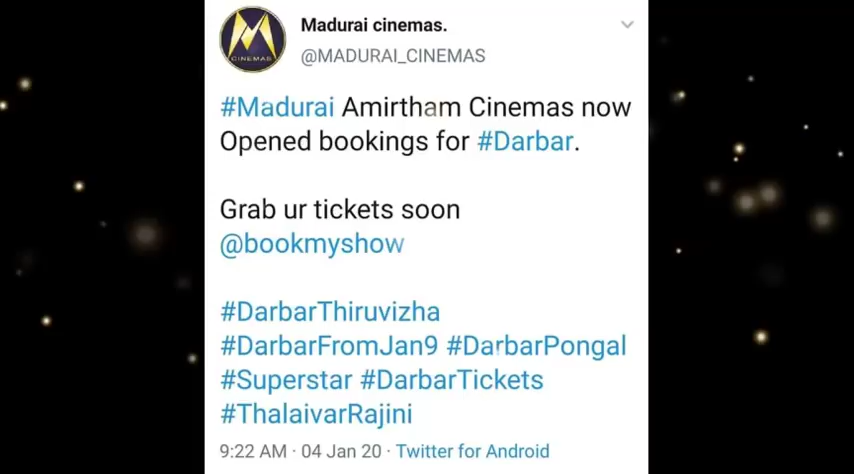 CINEMAS
Madurai cinemas.
@MADURAI_CINEMAS
#Madurai Amirtham Cinemas now
Opened bookings for #Darbar.
Grab ur tickets soon
@bookmyshow
#DarbarThiruvizha
#DarbarFromJan9 #DarbarPongal
#Superstar #DarbarTickets
#ThalaivarRajini
9:22 AM · 04 Jan 20 · Twitter for Android